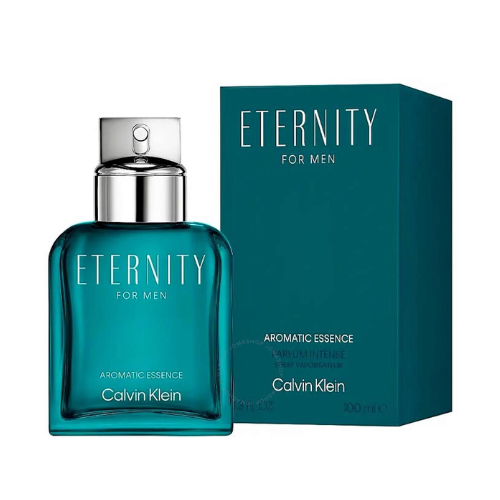 ETERNITY
FOR MEN
AROMATIC ESSENCE
Calvin Klein
ETERNITY
FOR MEN
AROMATIC ESSENCE
PARFUM INTENSE
Calvin Klein
100 ml ℮